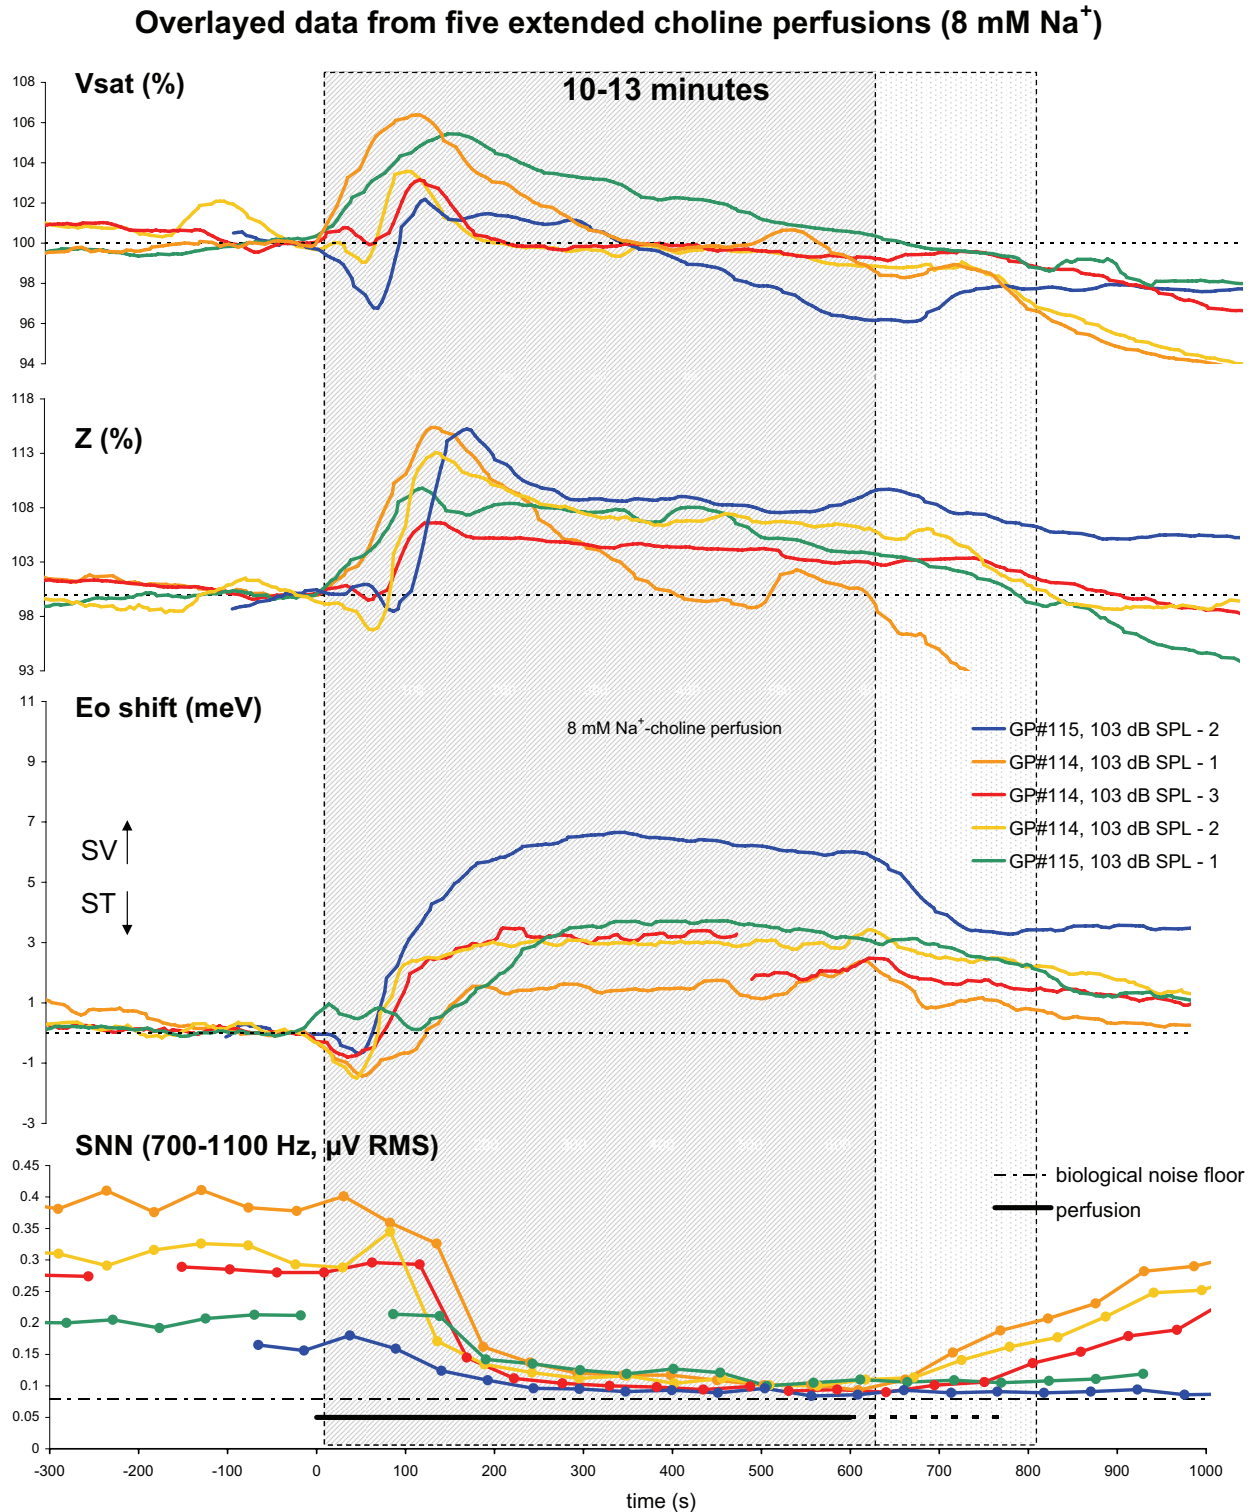 Overlayed data from five extended choline perfusions (8 mM Na+)
Vsat (%)
10-13 minutes
108
106
104
102
100
98
96
94
Z (%)
118
113
108
103
98
93
Eo shift (meV)
8 mM Na+-choline perfusion
11
9
7
5
3
1
-1
-3
SV
ST
GP#115, 103 dB SPL - 2
GP#114, 103 dB SPL - 1
GP#114, 103 dB SPL - 3
GP#114, 103 dB SPL - 2
GP#115, 103 dB SPL - 1
SNN (700-1100 Hz, µV RMS)
0.45
0.4
0.35
0.3
0.25
0.2
0.15
0.1
0.05
0
biological noise floor
perfusion
-300 -200 -100 0 100 200 300 400 500 600 700 800 900 1000
time (s)